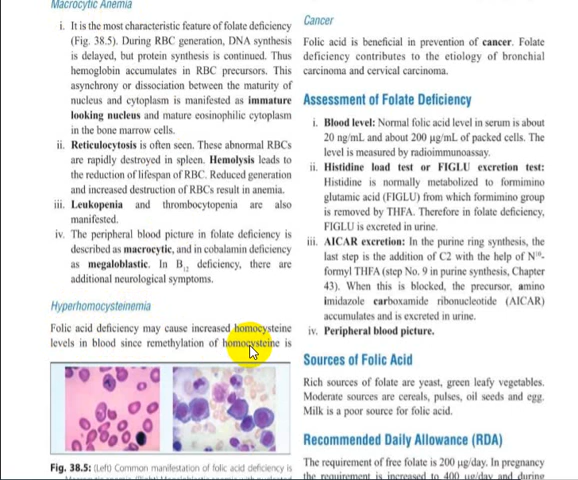 Macrocytic Anemia
i. It is the most characteristic feature of folate deficiency
(Fig. 38.5). During RBC generation, DNA synthesis
is delayed, but protein synthesis is continued. Thus
hemoglobin accumulates in RBC precursors. This
asynchrony or dissociation between the maturity of
nucleus and cytoplasm is manifested as immature
looking nucleus and mature eosinophilic cytoplasm
in the bone marrow cells.
ii. Reticulocytosis is often seen. These abnormal RBCs
are rapidly destroyed in spleen. Hemolysis leads to
the reduction of lifespan of RBC. Reduced generation
and increased destruction of RBCs result in anemia.
iii. Leukopenia and thrombocytopenia are also
manifested.
iv. The peripheral blood picture in folate deficiency is
described as macrocytic, and in cobalamin deficiency
as megaloblastic. In B12 deficiency, there are
additional neurological symptoms.
Hyperhomocysteinemia
Folic acid deficiency may cause increased homocysteine
levels in blood since remethylation of homocysteine is
Fig. 38.5: (Left) Common manifestation of folic acid deficiency is
Cancer
Folic acid is beneficial in prevention of cancer. Folate
deficiency contributes to the etiology of bronchial
carcinoma and cervical carcinoma.
Assessment of Folate Deficiency
i. Blood level: Normal folic acid level in serum is about
20 ng/mL and about 200 µg/mL of packed cells. The
level is measured by radioimmunoassay.
ii. Histidine load test or FIGLU excretion test:
Histidine is normally metabolized to formimino
glutamic acid (FIGLU) from which formimino group
is removed by THFA. Therefore in folate deficiency,
FIGLU is excreted in urine.
iii. AICAR excretion: In the purine ring synthesis, the
last step is the addition of C2 with the help of N10-
formyl THFA (step No. 9 in purine synthesis, Chapter
43). When this is blocked, the precursor, amino
imidazole carboxamide ribonucleotide (AICAR)
accumulates and is excreted in urine.
iv. Peripheral blood picture.
Sources of Folic Acid
Rich sources of folate are yeast, green leafy vegetables.
Moderate sources are cereals, pulses, oil seeds and egg.
Milk is a poor source for folic acid.
Recommended Daily Allowance (RDA)
The requirement of free folate is 200 µg/day. In pregnancy
the requirement is increased to 400 µg/day and during